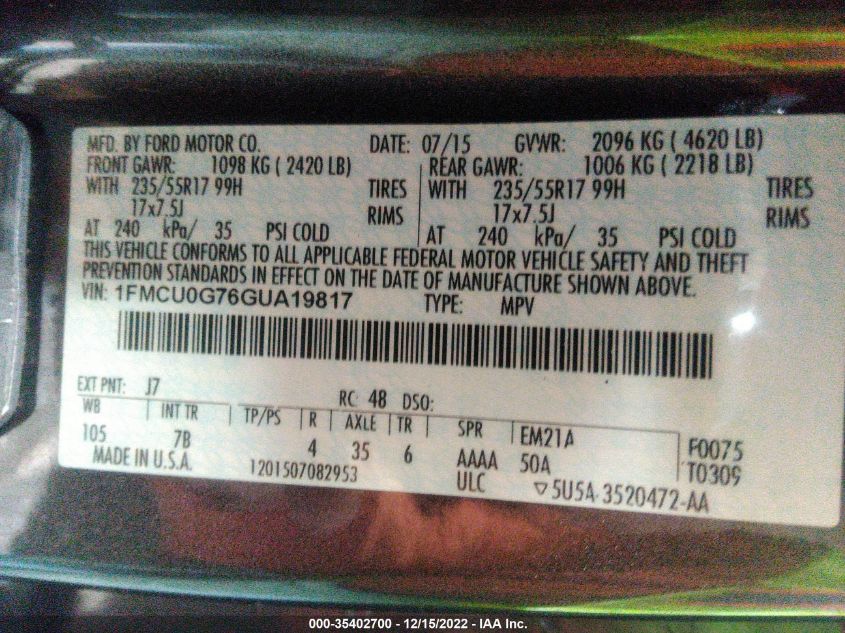 MFD. BY FORD MOTOR CO. DATE: 07/15 GVWR: 2096 KG ( 4620 LB)
FRONT GAWR: 1098 KG ( 2420 LB) REAR GAWR: 1006 KG ( 2218 LB)
WITH 235/55R17 99H TIRES WITH 235/55R17 99H TIRES
17x7.5J RIMS 17x7.5J RIMS
AT 240 kPa/ 35 PSI COLD AT 240 kPa/ 35 PSI COLD
THIS VEHICLE CONFORMS TO ALL APPLICABLE FEDERAL MOTOR VEHICLE SAFETY AND THEFT
PREVENTION STANDARDS IN EFFECT ON THE DATE OF MANUFACTURE SHOWN ABOVE.
VIN: 1FMCU0G76GUA19817 TYPE: MPV
EXT PNT: J7 RC: 48 DSO:
WB INT TR TP/PS R AXLE TR SPR EM21A F0075
105 7B 4 35 6 AAAA 50A T0309
MADE IN U.S.A. 1201507082953 ULC ▽5U5A-3520472-AA
000-35402700 - 12/15/2022 - IAA Inc.